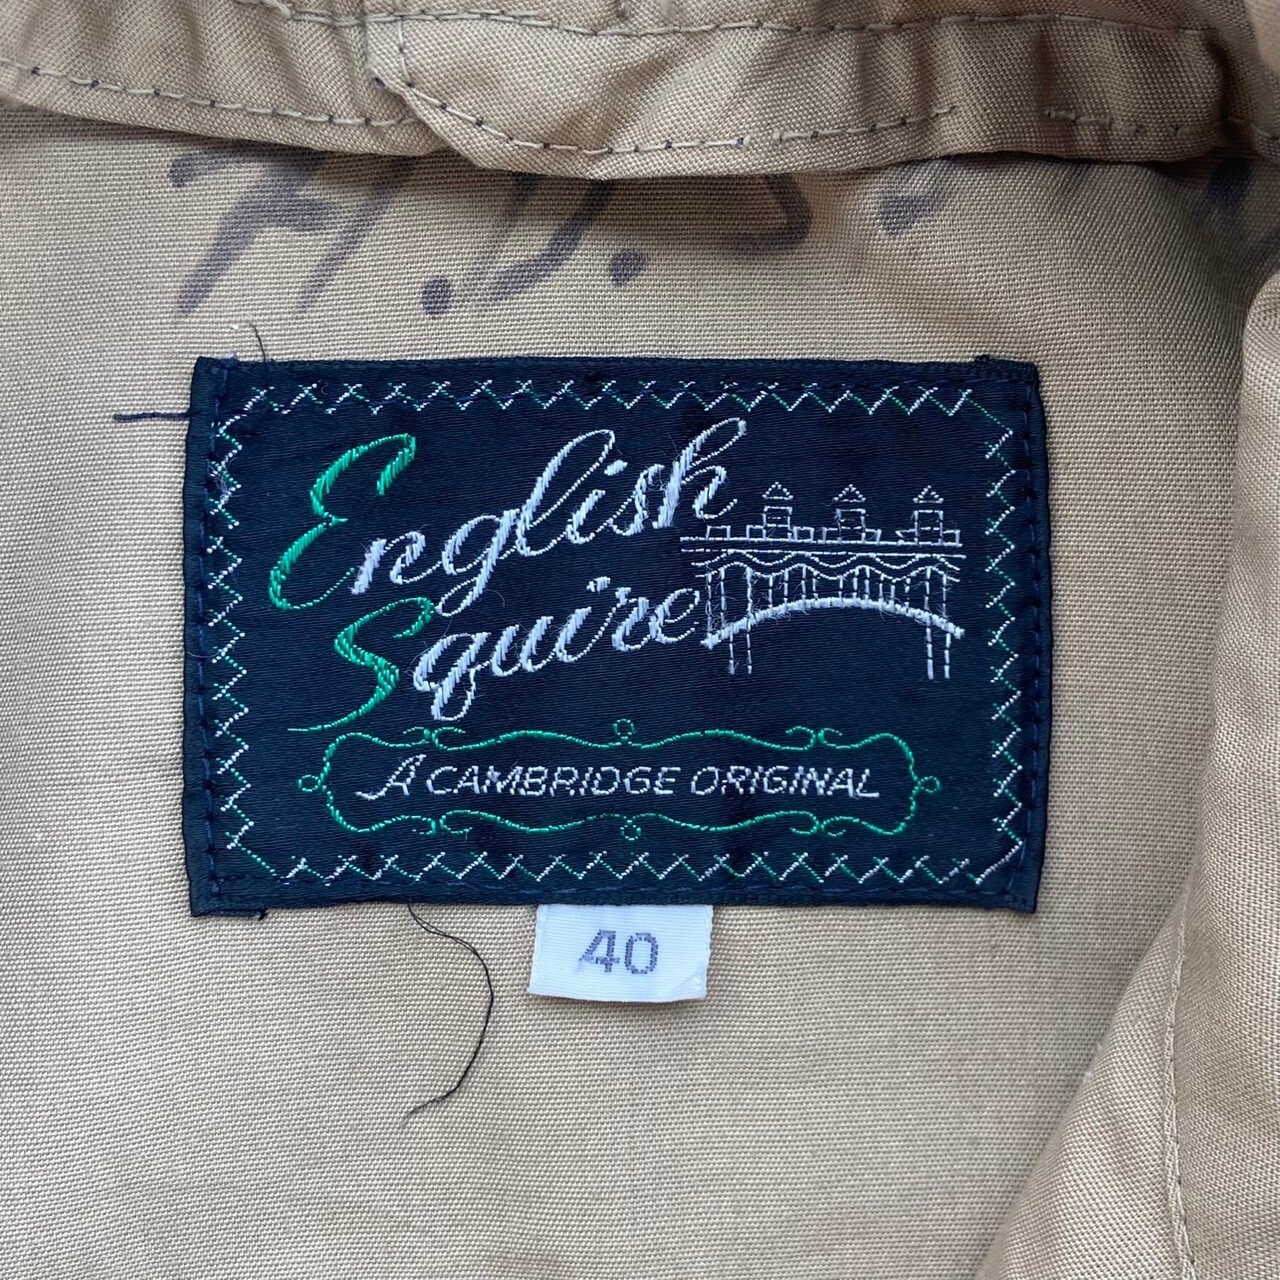 H.D.
English
Squire
A CAMBRIDGE ORIGINAL
40